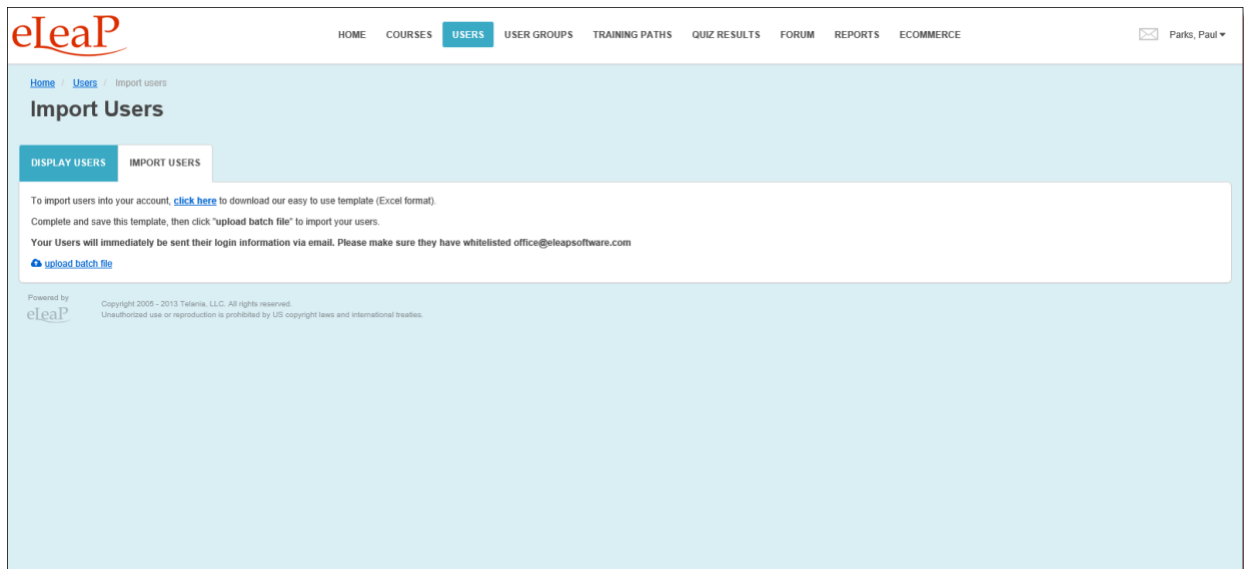 eLeaP
HOME COURSES USERS USER GROUPS TRAINING PATHS QUIZ RESULTS FORUM REPORTS ECOMMERCE Parks, Paul
Home / Users / Import users
Import Users
DISPLAY USERS IMPORT USERS
To import users into your account, click here to download our easy to use template (Excel format).
Complete and save this template, then click "upload batch file" to import your users.
Your Users will immediately be sent their login information via email. Please make sure they have whitelisted office@eleapsoftware.com
upload batch file
Powered by
eLeaP
Copyright 2005 - 2013 Telania, LLC. All rights reserved.
Unauthorized use or reproduction is prohibited by US copyright laws and international treaties.